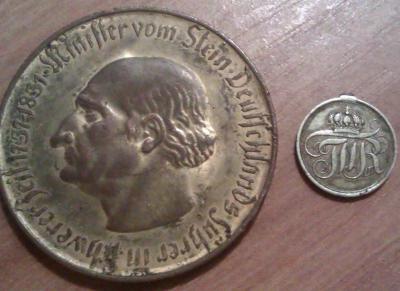 Minister vom Stein · Deutschlands Führer in schwerer Zeit 1757·1831·
FWR